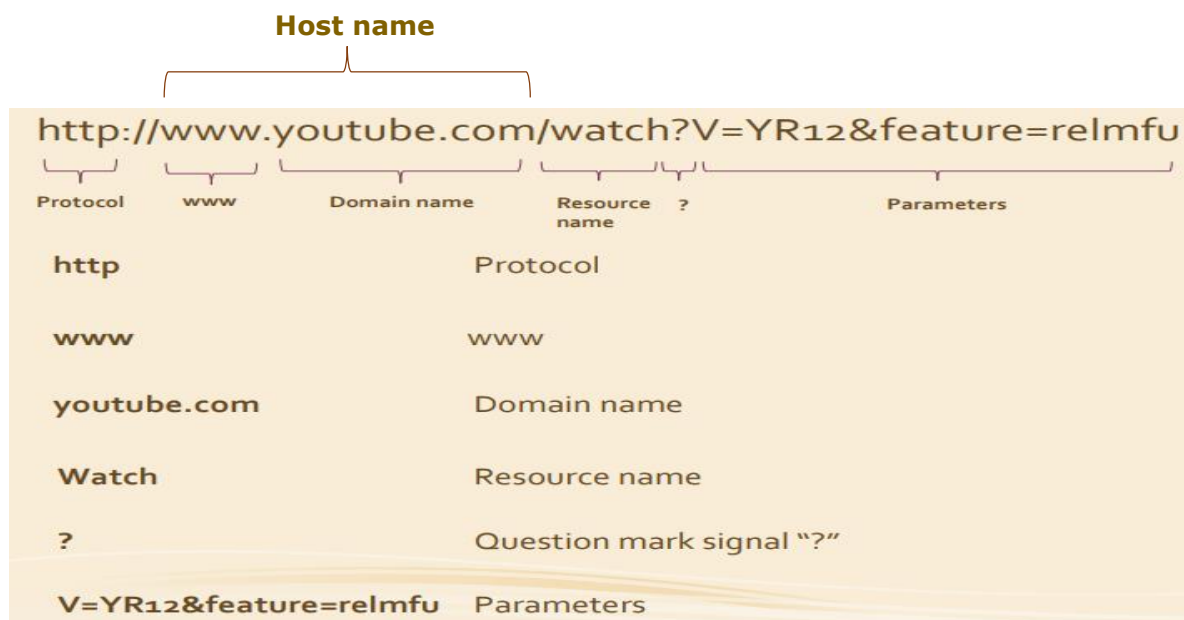 Host name
http://www.youtube.com/watch?V=YR12&feature=relmfu
Protocol www Domain name Resource name ? Parameters
http Protocol
www www
youtube.com Domain name
Watch Resource name
? Question mark signal “?”
V=YR12&feature=relmfu Parameters